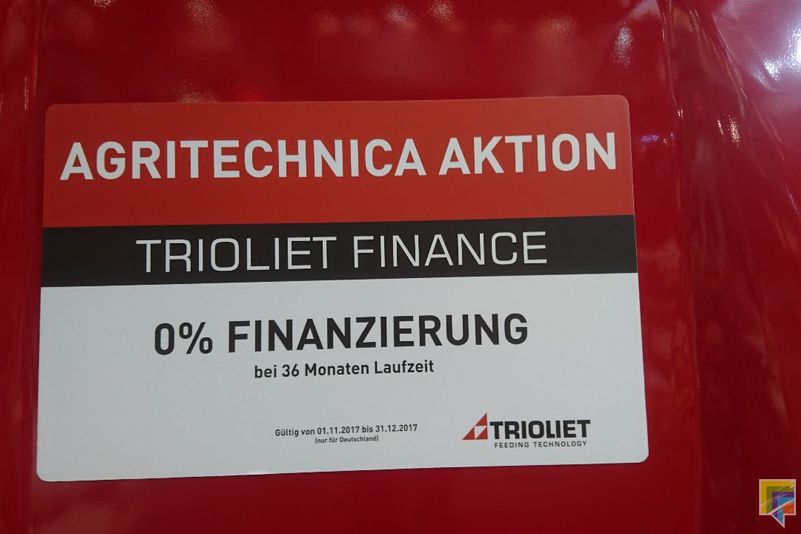 AGRITECHNICA AKTION
TRIOLIET FINANCE
0% FINANZIERUNG
bei 36 Monaten Laufzeit
Gültig von 01.11.2017 bis 31.12.2017
(nur für Deutschland)
TRIOLIET
FEEDING TECHNOLOGY